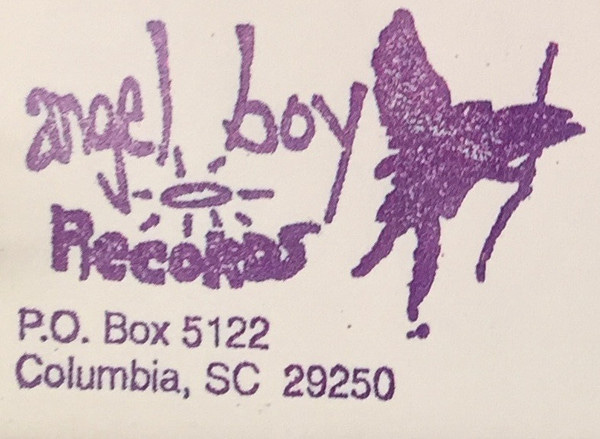 angel boy
Records
P.O. Box 5122
Columbia, SC 29250